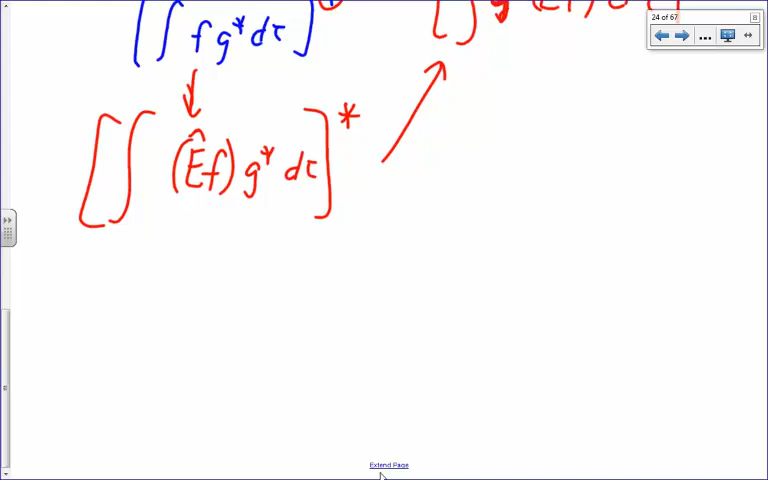 [∫ f g* dτ]
[∫ (Êf) g* dτ]*
24 of 67
Extend Page